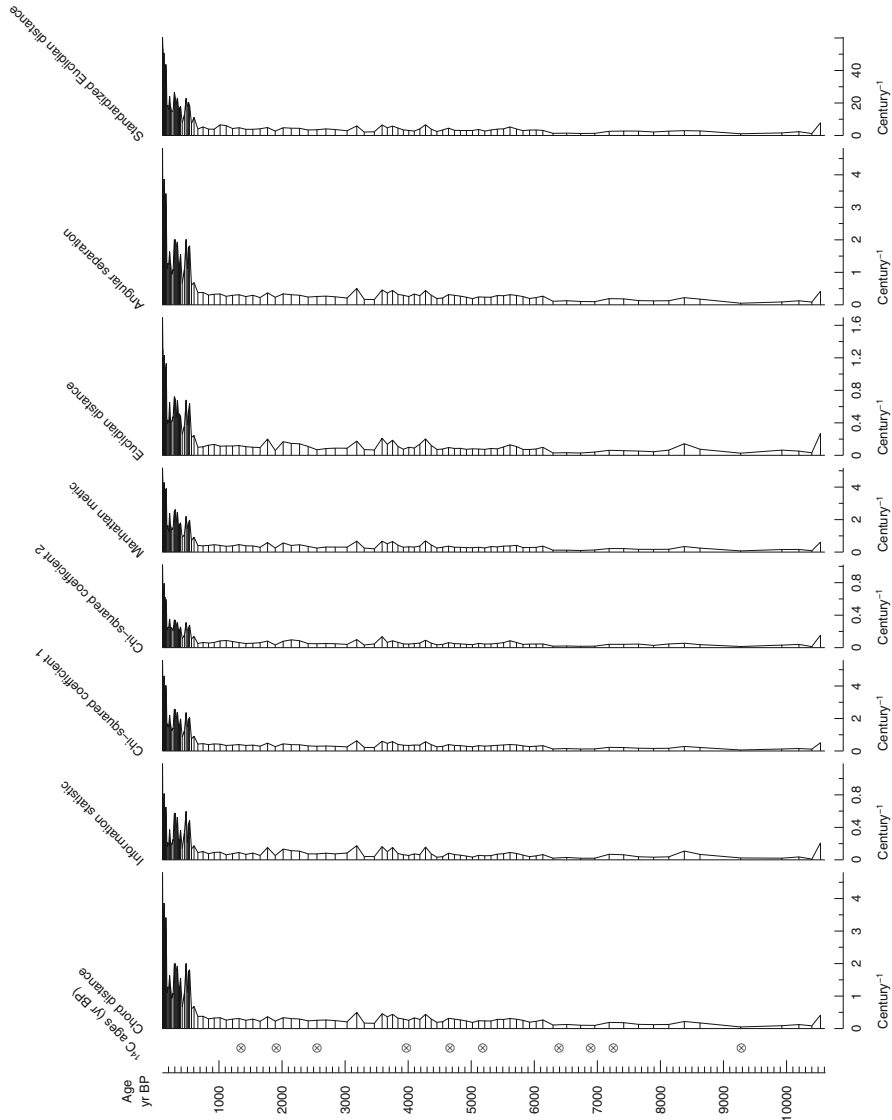 Age
yr BP
¹⁴C ages (yr BP)
Chord distance
Information statistic
Chi–squared coefficient 1
Chi–squared coefficient 2
Manhattan metric
Euclidian distance
Angular separation
Standardized Euclidian distance
1000
2000
3000
4000
5000
6000
7000
8000
9000
10000
0 1 2 3 4
0 0.4 0.8
0 2 4
0 0.4 0.8
0 2 4
0 0.4 0.8 1.2 1.6
0 1 2 3 4
0 20 40
Century⁻¹
Century⁻¹
Century⁻¹
Century⁻¹
Century⁻¹
Century⁻¹
Century⁻¹
Century⁻¹